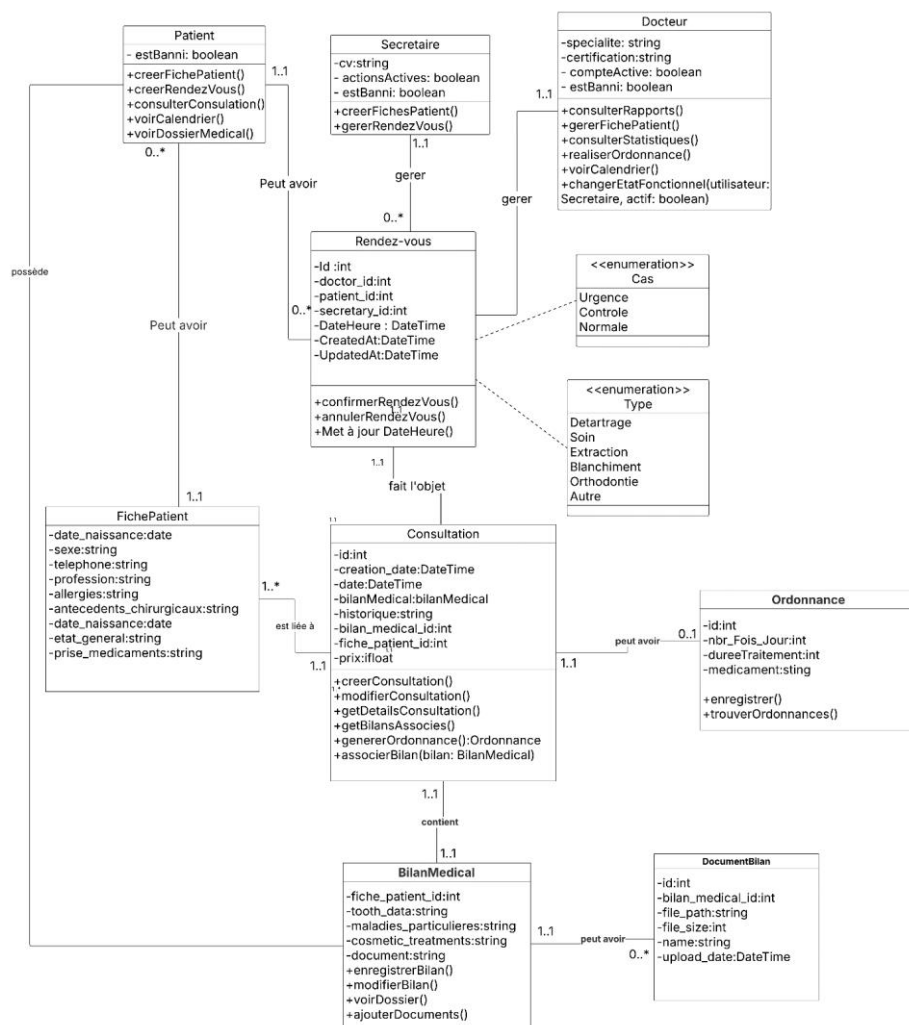 Patient
- estBanni: boolean
+creerFichePatient()
+creerRendezVous()
+consulterConsulation()
+voirCalendrier()
+voirDossierMedical()
1..1
0..*
Secretaire
-cv:string
- actionsActives: boolean
- estBanni: boolean
+creerFichesPatient()
+gererRendezVous()
1..1
gerer
0..*
Docteur
-specialite: string
-certification:string
- compteActive: boolean
- estBanni: boolean
+consulterRapports()
+gererFichePatient()
+consulterStatistiques()
+realiserOrdonnance()
+voirCalendrier()
+changerEtatFonctionnel(utilisateur:
Secretaire, actif: boolean)
1..1
gerer
Peut avoir
0..*
possède
Peut avoir
Rendez-vous
-Id :int
-doctor_id:int
-patient_id:int
-secretary_id:int
-DateHeure : DateTime
-CreatedAt:DateTime
-UpdatedAt:DateTime
+confirmerRendezVous()
1..1
+annulerRendezVous()
+Met à jour DateHeure()
1..1
fait l'objet
<<enumeration>>
Cas
Urgence
Controle
Normale
<<enumeration>>
Type
Detartrage
Soin
Extraction
Blanchiment
Orthodontie
Autre
1..1
FichePatient
-date_naissance:date
-sexe:string
-telephone:string
-profession:string
-allergies:string
-antecedents_chirurgicaux:string
-date_naissance:date
-etat_general:string
-prise_medicaments:string
1..*
est liée à
1..1
Consultation
-id:int
-creation_date:DateTime
-date:DateTime
-bilanMedical:bilanMedical
-historique:string
-bilan_medical_id:int
-fiche_patient_id:int
-prix:ifloat
+creerConsultation()
+modifierConsultation()
+getDetailsConsultation()
+getBilansAssocies()
+genererOrdonnance():Ordonnance
+associerBilan(bilan: BilanMedical)
1..1
peut avoir
0..1
Ordonnance
-id:int
-nbr_Fois_Jour:int
-dureeTraitement:int
-medicament:sting
+enregistrer()
+trouverOrdonnances()
1..1
contient
1..1
BilanMedical
-fiche_patient_id:int
-tooth_data:string
-maladies_particulieres:string
-cosmetic_treatments:string
-document:string
+enregistrerBilan()
+modifierBilan()
+voirDossier()
+ajouterDocuments()
1..1
peut avoir
0..*
DocumentBilan
-id:int
-bilan_medical_id:int
-file_path:string
-file_size:int
-name:string
-upload_date:DateTime